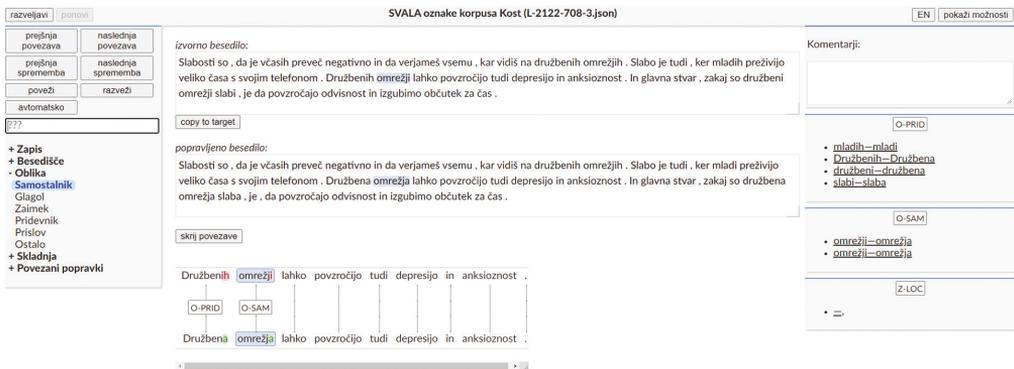 SVALA oznake korpusa Kost (L-2122-708-3.json)
razveljavi ponovi
EN pokaži možnosti
prejšnja povezava
naslednja povezava
prejšnja sprememba
naslednja sprememba
poveži razveži
avtomatsko
???
+ Zapis
+ Besedišče
- Oblika
Samostalnik
Glagol
Zaimek
Pridevnik
Prislov
Ostalo
+ Skladnja
+ Povezani popravki
izvorno besedilo:
Slabosti so , da je včasih preveč negativno in da verjameš vsemu , kar vidiš na družbenih omrežjih . Slabo je tudi , ker mladih preživijo
veliko časa s svojim telefonom . Družbenih omrežji lahko povzročijo tudi depresijo in anksioznost . In glavna stvar , zakaj so družbeni
omrežji slabi , je da povzročajo odvisnost in izgubimo občutek za čas .
copy to target
popravljeno besedilo:
Slabosti so , da je včasih preveč negativno in da verjameš vsemu , kar vidiš na družbenih omrežjih . Slabo je tudi , ker mladi preživijo
veliko časa s svojim telefonom . Družbena omrežja lahko povzročijo tudi depresijo in anksioznost . In glavna stvar , zakaj so družbena
omrežja slaba , je , da povzročajo odvisnost in izgubimo občutek za čas .
skrij povezave
Družbenih omrežji lahko povzročijo tudi depresijo in anksioznost .
O-PRID O-SAM
Družbena omrežja lahko povzročijo tudi depresijo in anksioznost .
Komentarji:
O-PRID
mladih—mladi
Družbenih—Družbena
družbeni—družbena
slabi—slaba
O-SAM
omrežji—omrežja
omrežji—omrežja
Z-LOC
—,